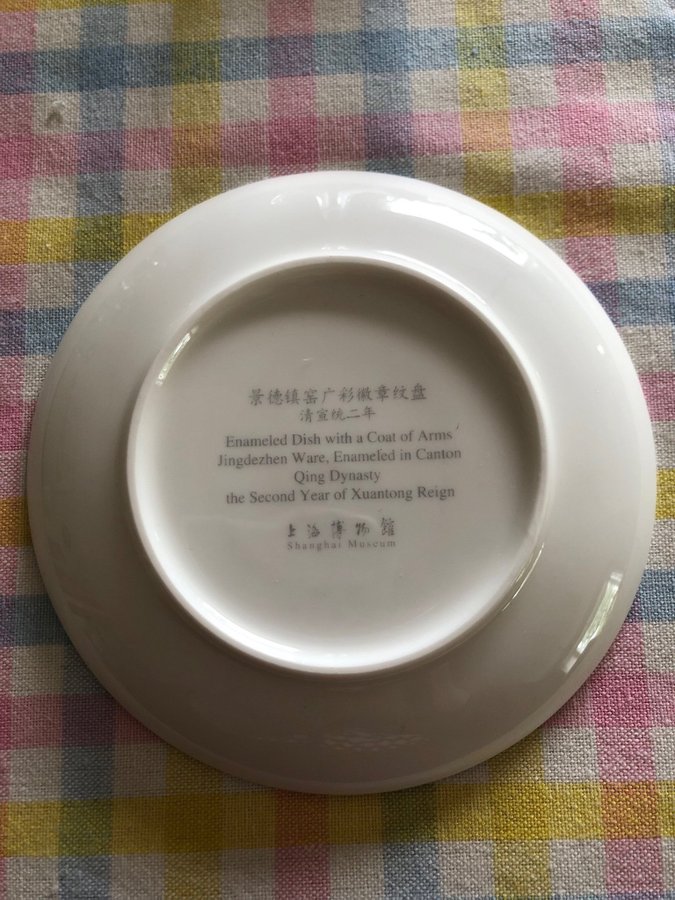 景德镇窑广彩徽章纹盘
清宣统二年
Enameled Dish with a Coat of Arms
Jingdezhen Ware, Enameled in Canton
Qing Dynasty
the Second Year of Xuantong Reign
上海博物馆
Shanghai Museum